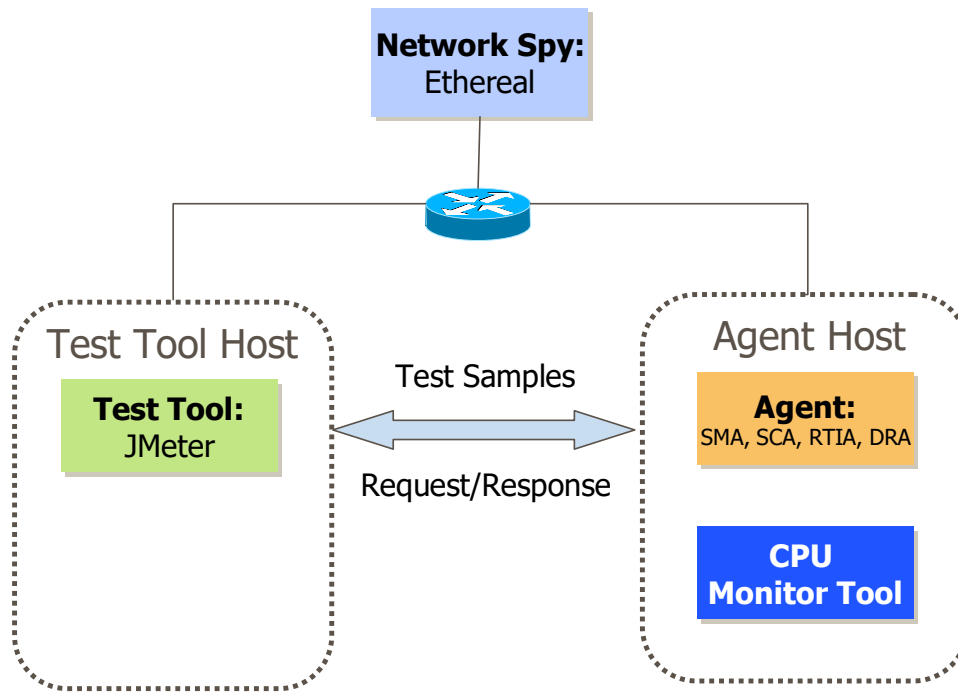 Network Spy:
Ethereal
Test Tool Host
Test Tool:
JMeter
Test Samples
Request/Response
Agent Host
Agent:
SMA, SCA, RTIA, DRA
CPU
Monitor Tool